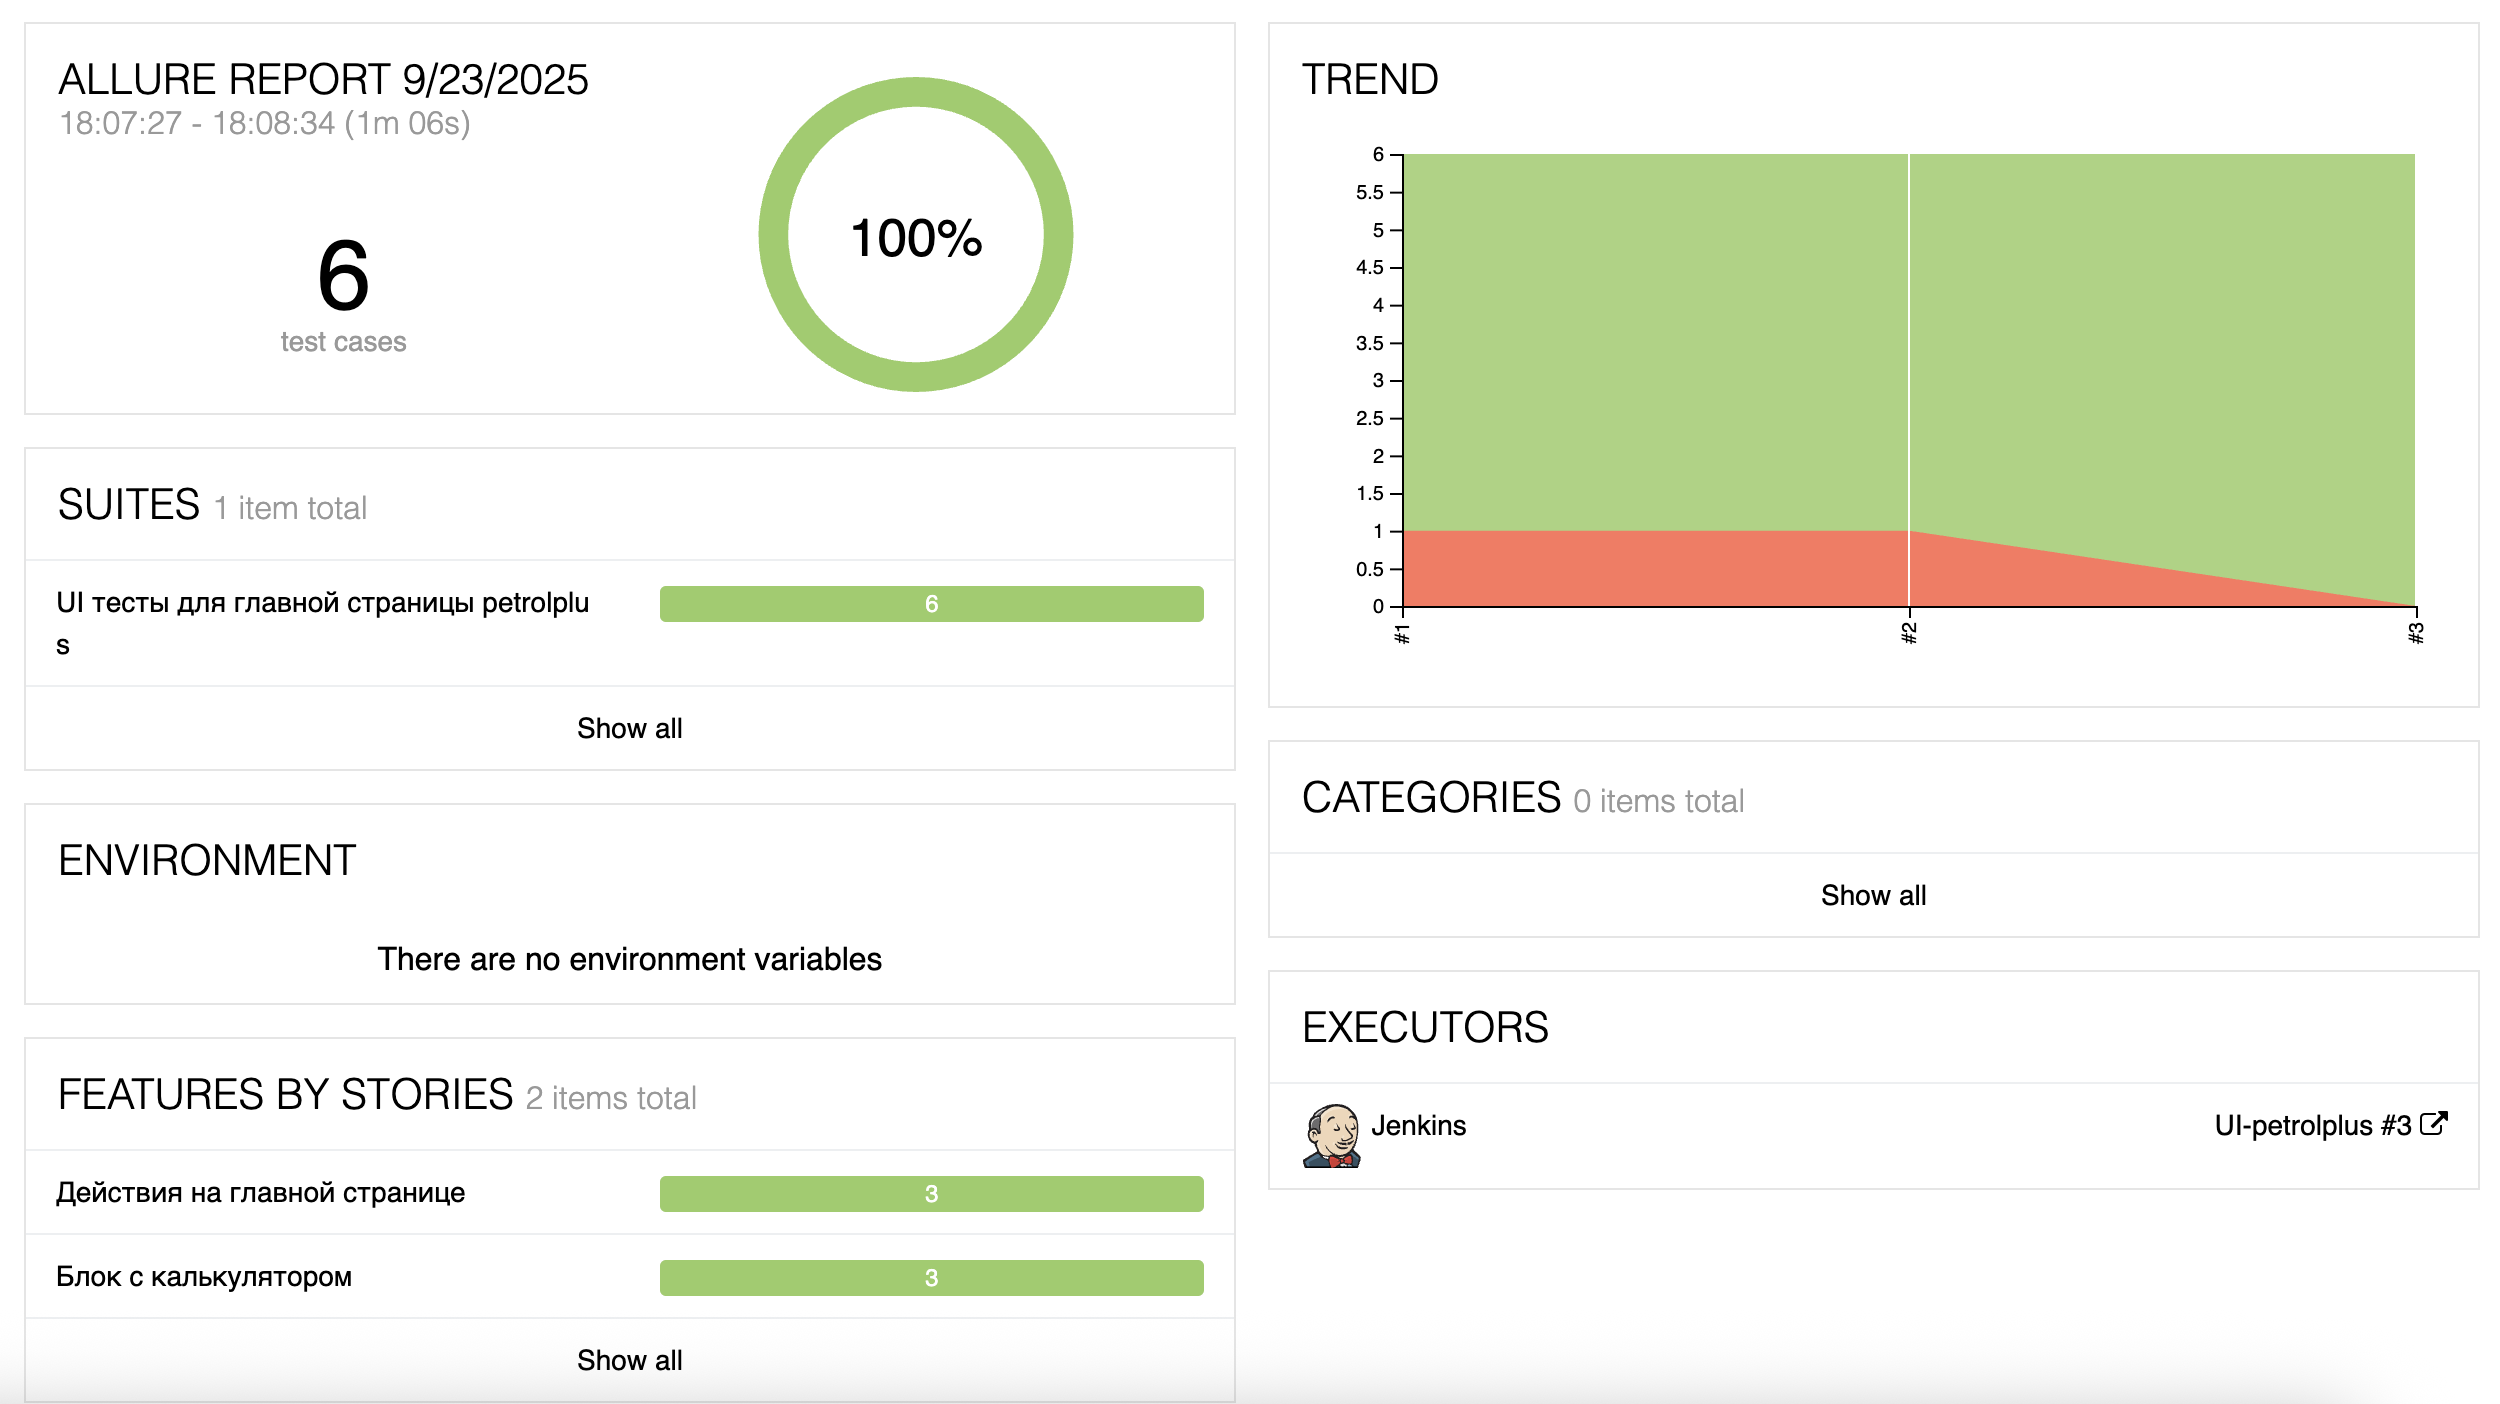 ALLURE REPORT 9/23/2025
18:07:27 - 18:08:34 (1m 06s)
6
test cases
100%
SUITES 1 item total
UI тесты для главной страницы petrolplu
s
6
Show all
ENVIRONMENT
There are no environment variables
FEATURES BY STORIES 2 items total
Действия на главной странице
3
Блок с калькулятором
3
Show all
TREND
6
5.5
5
4.5
4
3.5
3
2.5
2
1.5
1
0.5
0
#1
#2
#3
CATEGORIES 0 items total
Show all
EXECUTORS
Jenkins
UI-petrolplus #3